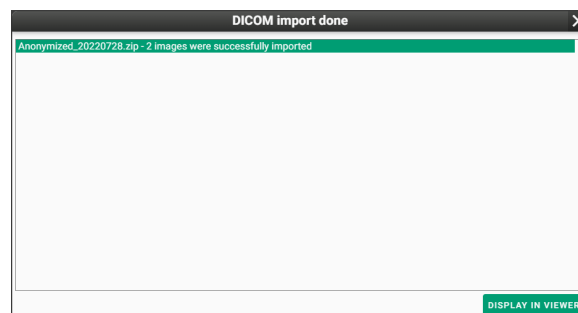 DICOM import done
Anonymized_20220728.zip - 2 images were successfully imported
DISPLAY IN VIEWER